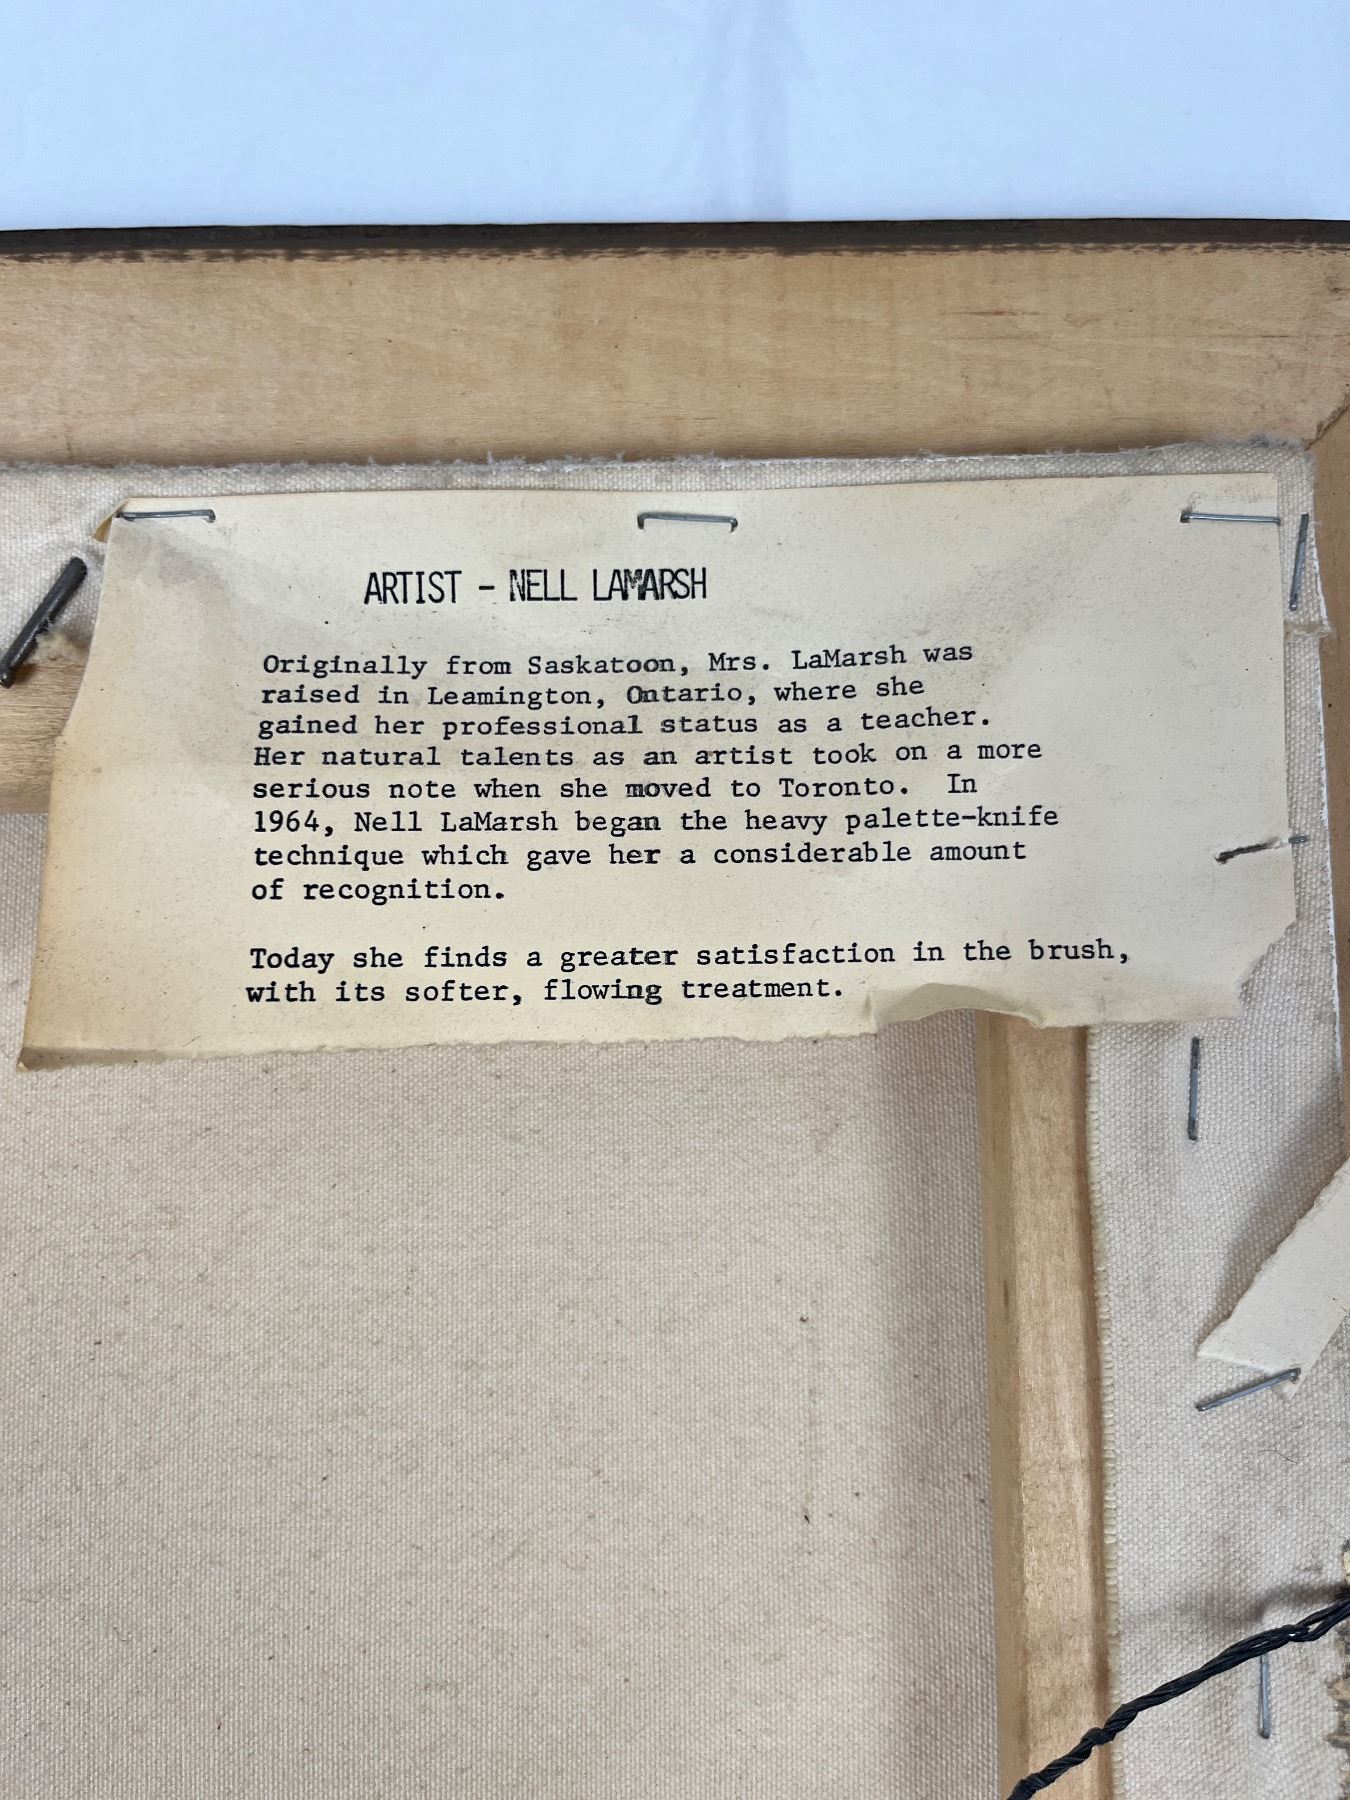 ARTIST - NELL LAMARSH
Originally from Saskatoon, Mrs. LaMarsh was
raised in Leamington, Ontario, where she
gained her professional status as a teacher.
Her natural talents as an artist took on a more
serious note when she moved to Toronto. In
1964, Nell LaMarsh began the heavy palette-knife
technique which gave her a considerable amount
of recognition.
Today she finds a greater satisfaction in the brush,
with its softer, flowing treatment.